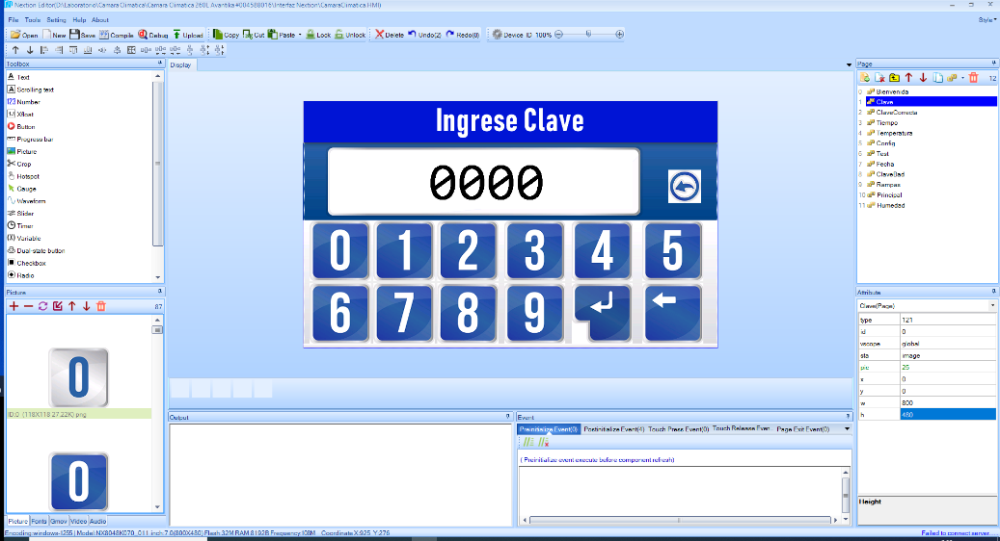 Nextion Editor(D:\Laboratorio\Camara Climatica\Camara Climatica 260L Avantika #004588016\Interfaz Nextion\CamaraClimatica.HMI)
File Tools Setting Help About Style
Open New Save Compile Debug Upload Copy Cut Paste Lock Unlock Delete Undo(2) Redo(0) Device ID 100%
Toolbox
A Text
A Scrolling text
123 Number
Xfloat
Button
Progress bar
Picture
Crop
Hotspot
Gauge
Waveform
Slider
Timer
(X) Variable
Dual-state button
Checkbox
Radio
Picture
87
0
ID:0 (118X118 27.22K).png
0
Picture Fonts Gmov Video Audio
Display
Ingrese Clave
0000
0 1 2 3 4 5
6 7 8 9
Output
Event
Preinitialize Event(0) Postinitialize Event(4) Touch Press Event(0) Touch Release Even Page Exit Event(0)
( Preinitialize event execute before component refresh)
Page
12
0 Bienvenida
1 Clave
2 ClaveCorrecta
3 Tiempo
4 Temperatura
5 Config
6 Test
7 Fecha
8 ClaveBad
9 Rampas
10 Principal
11 Humedad
Attribute
Clave(Page)
type 121
id 0
vscope global
sta image
pic 25
x 0
y 0
w 800
h 480
Height
Encoding:windows-1255 | Model:NX8048K070_011 inch:7.0(800X480) Flash:32M RAM:8192B Frequency:108M Coordinate X:925 Y:276
Failed to connect server...